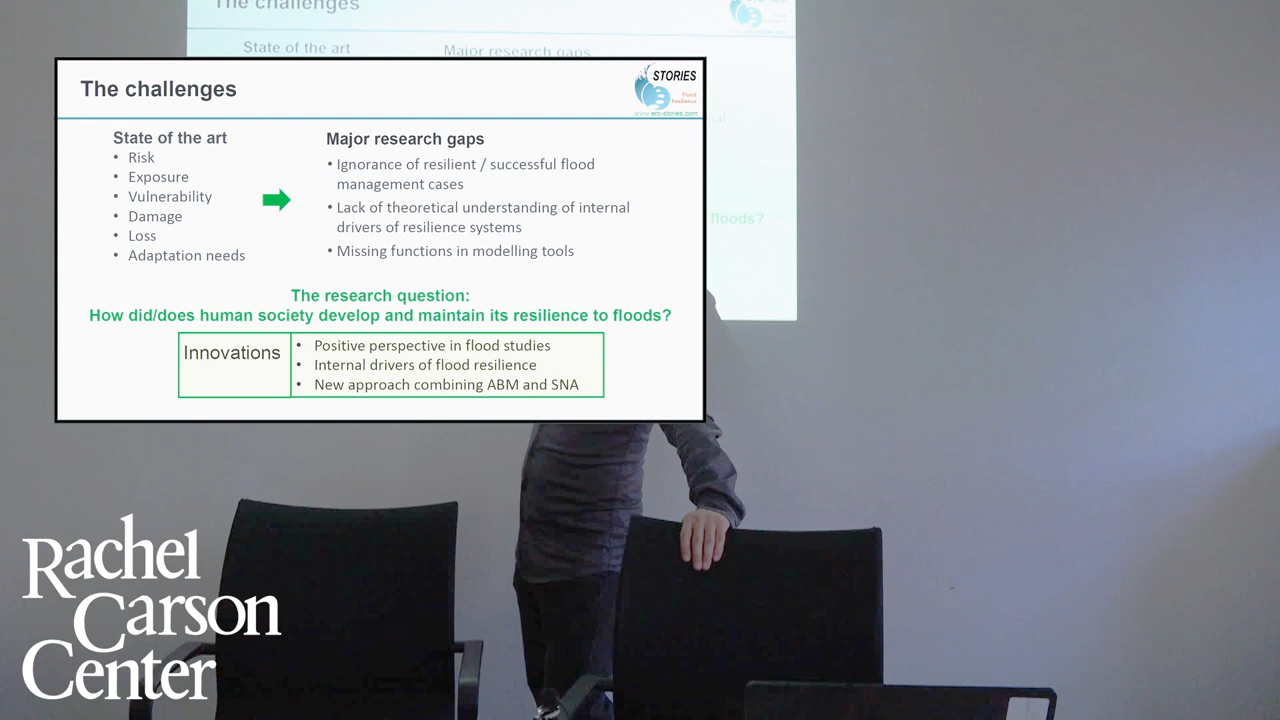 The challenges
STORIES
State of the art
Major research gaps
floods?
The challenges
STORIES
Flood
Resilience
www.erc-stories.com
State of the art
• Risk
• Exposure
• Vulnerability
• Damage
• Loss
• Adaptation needs
Major research gaps
• Ignorance of resilient / successful flood
management cases
• Lack of theoretical understanding of internal
drivers of resilience systems
• Missing functions in modelling tools
The research question:
How did/does human society develop and maintain its resilience to floods?
Innovations
• Positive perspective in flood studies
• Internal drivers of flood resilience
• New approach combining ABM and SNA
Rachel
Carson
Center